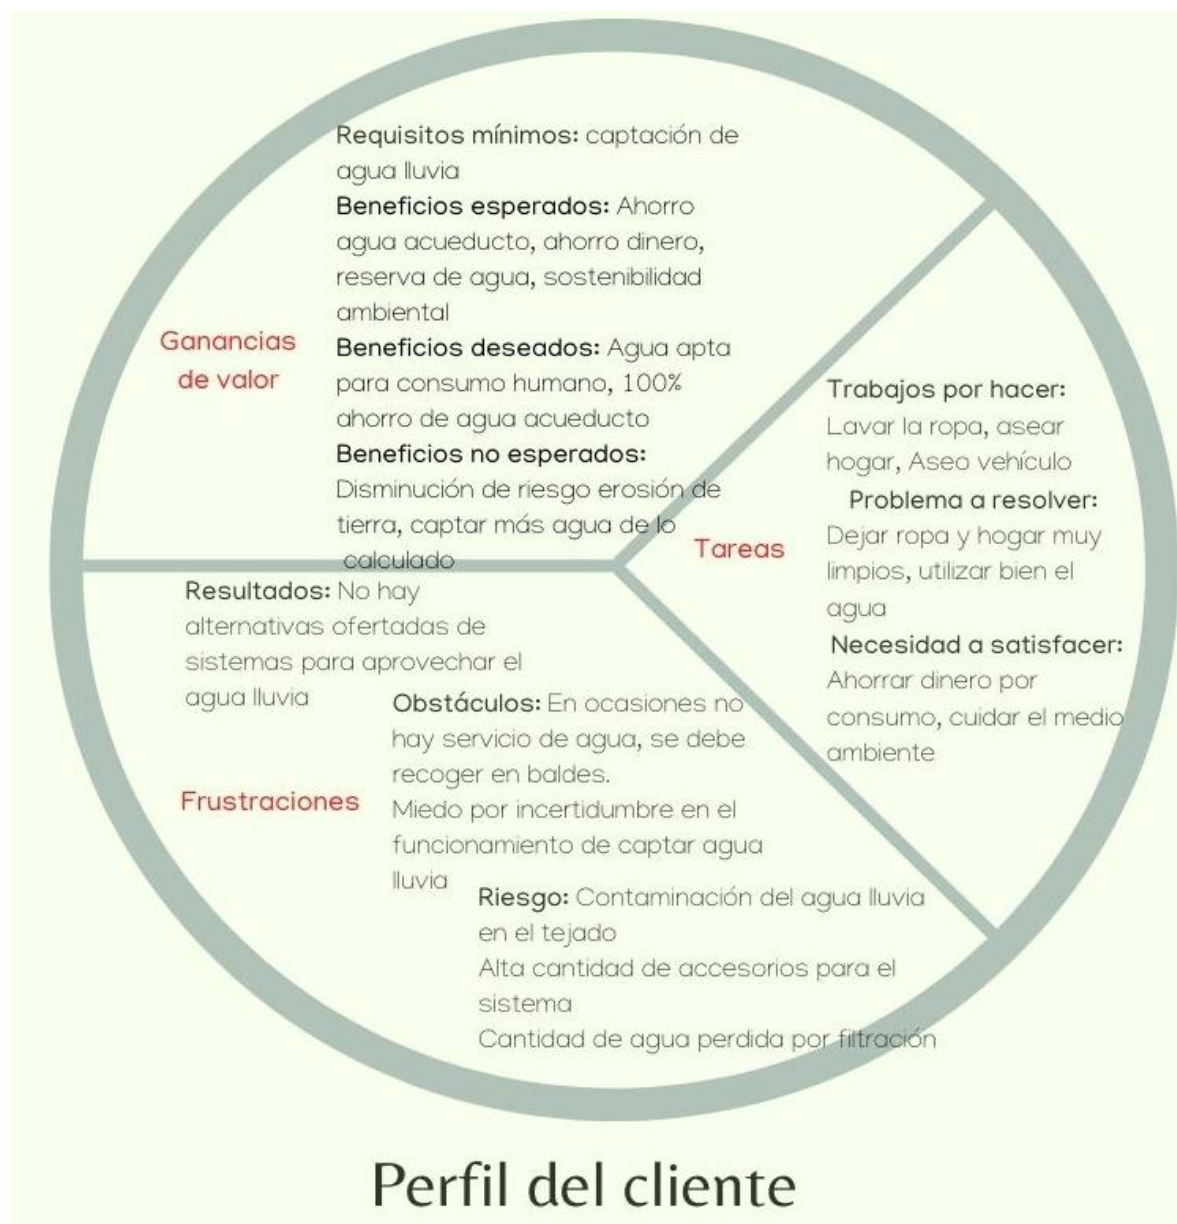 Requisitos mínimos: captación de
agua lluvia
Beneficios esperados: Ahorro
agua acueducto, ahorro dinero,
reserva de agua, sostenibilidad
ambiental
Ganancias
de valor
Beneficios deseados: Agua apta
para consumo humano, 100%
ahorro de agua acueducto
Beneficios no esperados:
Disminución de riesgo erosión de
tierra, captar más agua de lo
calculado
Trabajos por hacer:
Lavar la ropa, asear
hogar, Aseo vehículo
Problema a resolver:
Dejar ropa y hogar muy
limpios, utilizar bien el
agua
Tareas
Necesidad a satisfacer:
Ahorrar dinero por
consumo, cuidar el medio
ambiente
Resultados: No hay
alternativas ofertadas de
sistemas para aprovechar el
agua lluvia
Obstáculos: En ocasiones no
hay servicio de agua, se debe
recoger en baldes.
Miedo por incertidumbre en el
funcionamiento de captar agua
lluvia
Frustraciones
Riesgo: Contaminación del agua lluvia
en el tejado
Alta cantidad de accesorios para el
sistema
Cantidad de agua perdida por filtración
Perfil del cliente